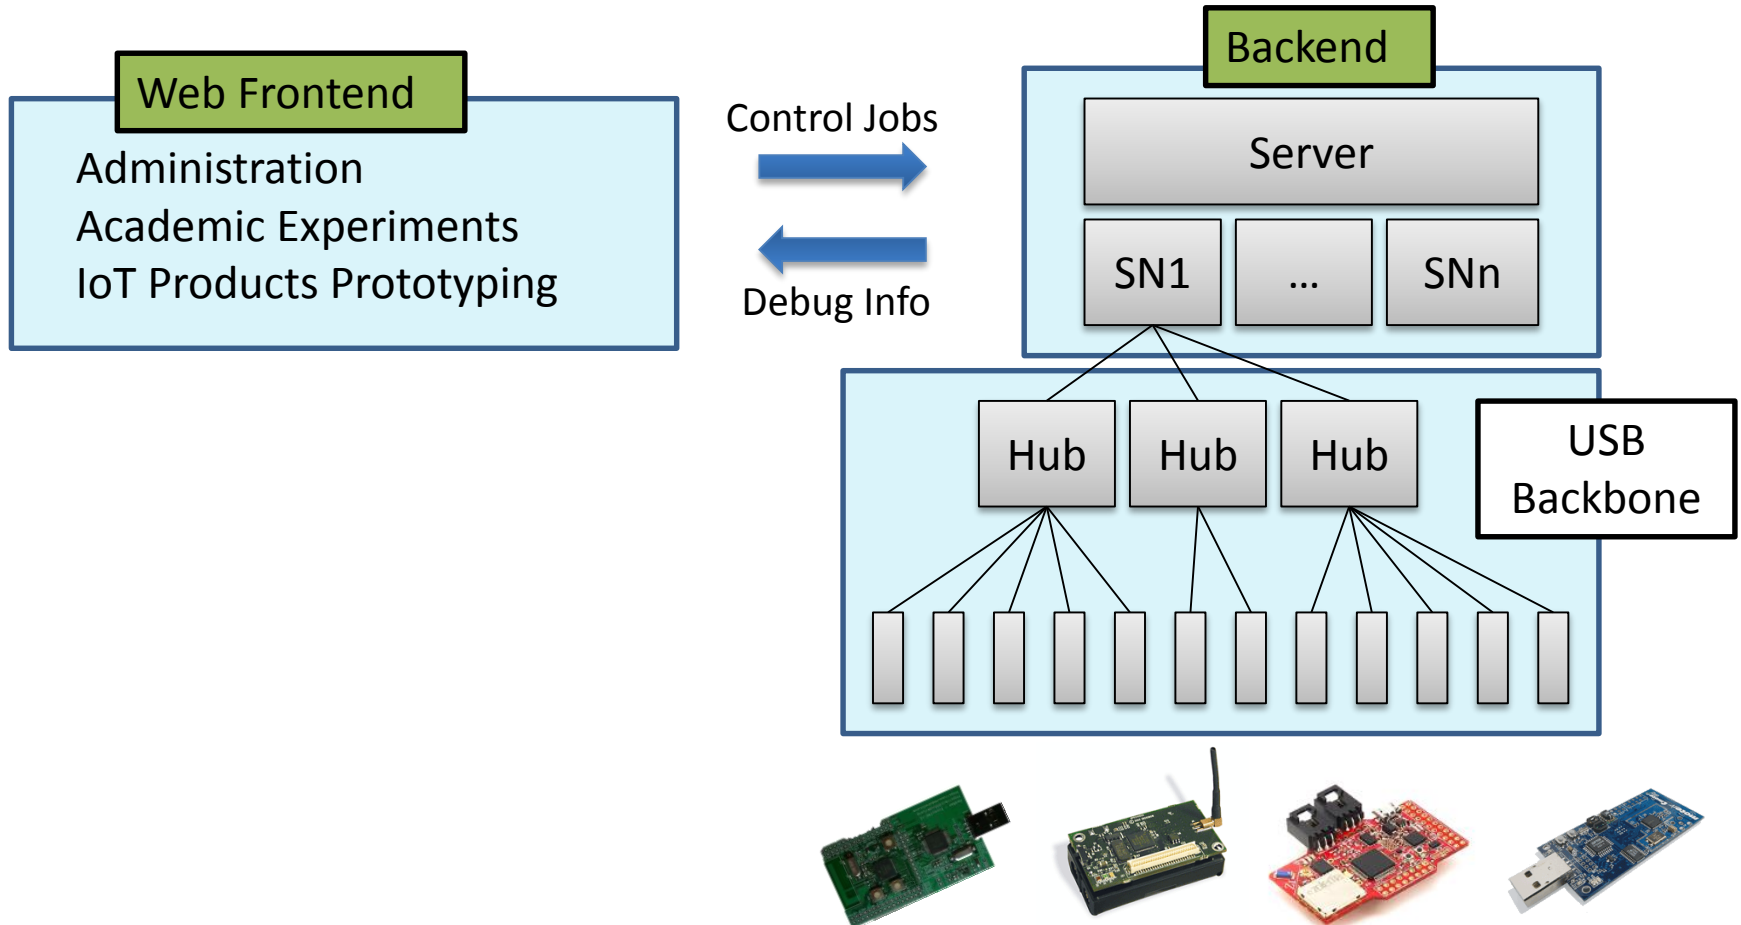 Web Frontend
Administration
Academic Experiments
IoT Products Prototyping
Control Jobs
Debug Info
Backend
Server
SN1
...
SNn
Hub
Hub
Hub
USB
Backbone